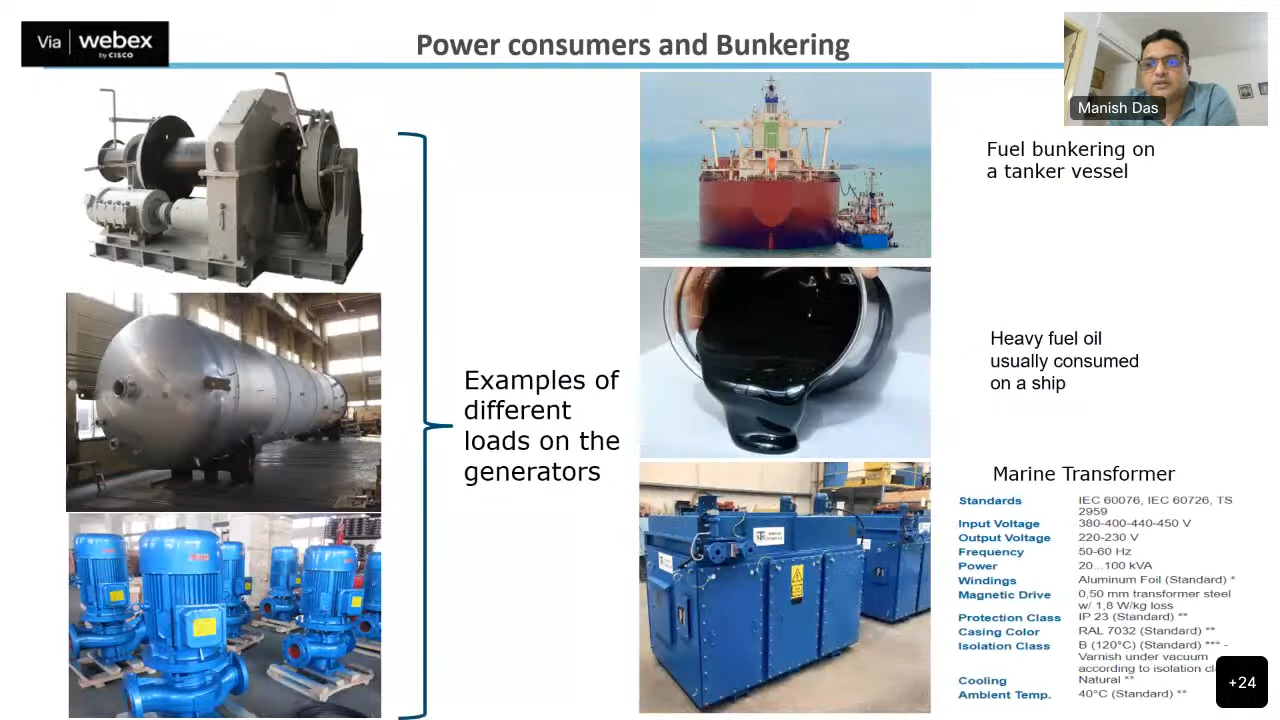 Via webex
by CISCO
Power consumers and Bunkering
Manish Das
Examples of
different
loads on the
generators
Fuel bunkering on
a tanker vessel
Heavy fuel oil
usually consumed
on a ship
Marine Transformer
Standards IEC 60076, IEC 60726, TS
2959
Input Voltage 380-400-440-450 V
Output Voltage 220-230 V
Frequency 50-60 Hz
Power 20...100 kVA
Windings Aluminum Foil (Standard) *
Magnetic Drive 0,50 mm transformer steel
w/ 1,8 W/kg loss
Protection Class IP 23 (Standard) **
Casing Color RAL 7032 (Standard) **
Isolation Class B (120°C) (Standard) *** -
Varnish under vacuum
according to isolation
Cooling Natural **
Ambient Temp. 40°C (Standard) **
+24